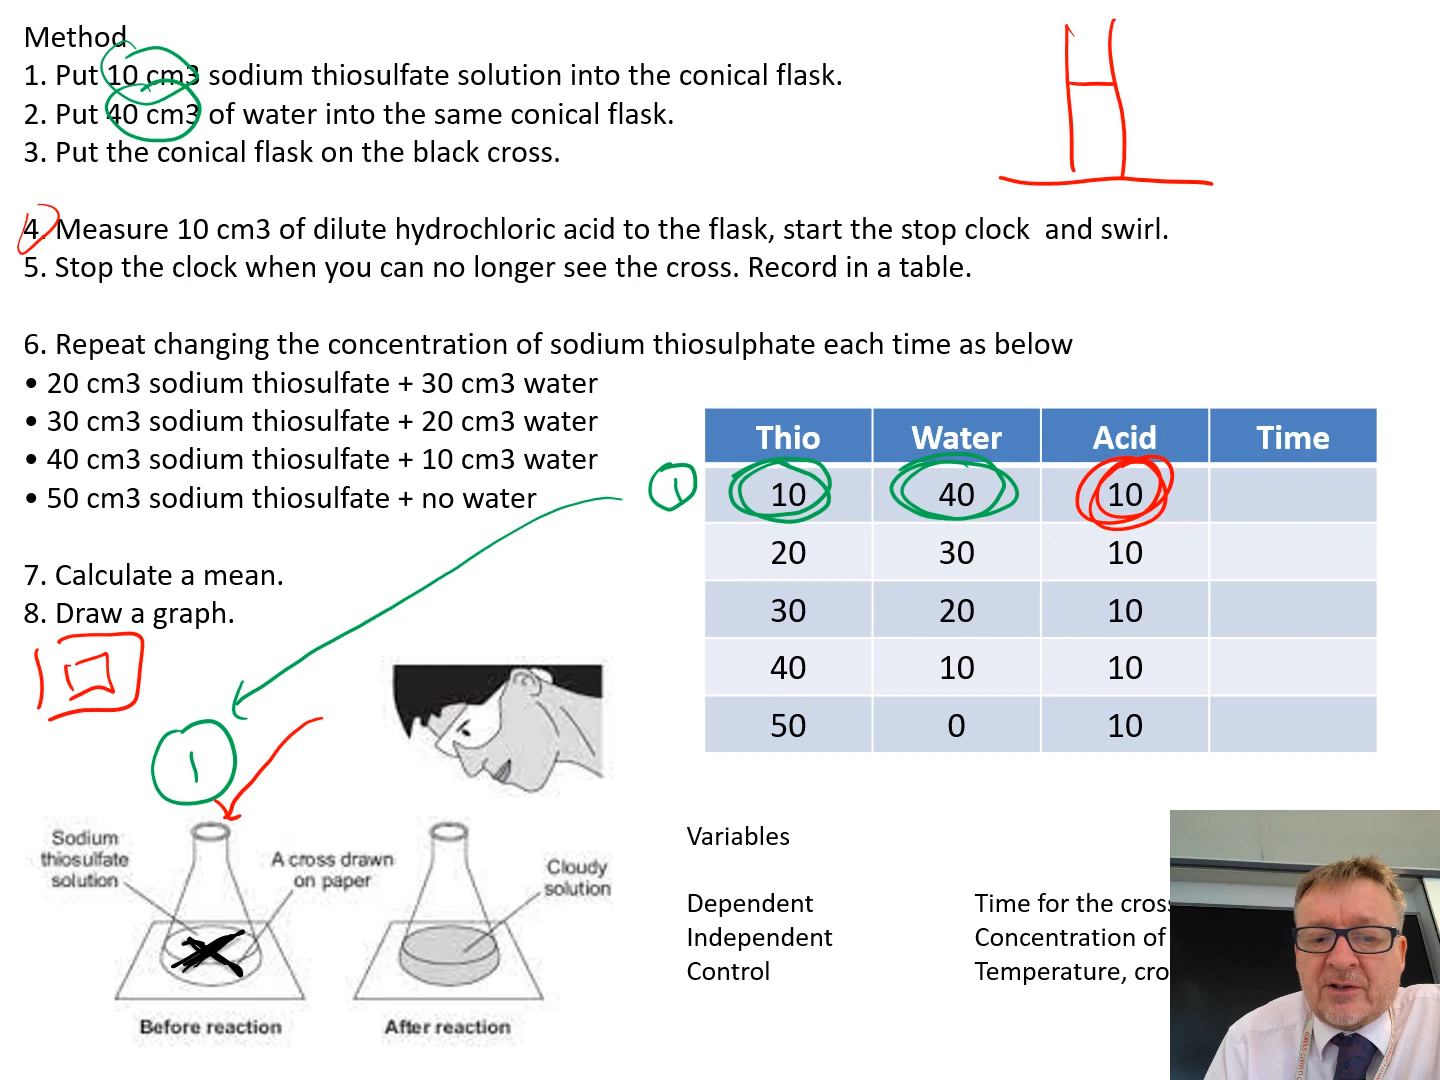 Method
1. Put 10 cm3 sodium thiosulfate solution into the conical flask.
2. Put 40 cm3 of water into the same conical flask.
3. Put the conical flask on the black cross.
4. Measure 10 cm3 of dilute hydrochloric acid to the flask, start the stop clock and swirl.
5. Stop the clock when you can no longer see the cross. Record in a table.
6. Repeat changing the concentration of sodium thiosulphate each time as below
• 20 cm3 sodium thiosulfate + 30 cm3 water
• 30 cm3 sodium thiosulfate + 20 cm3 water
• 40 cm3 sodium thiosulfate + 10 cm3 water
• 50 cm3 sodium thiosulfate + no water
7. Calculate a mean.
8. Draw a graph.
Thio Water Acid Time
1 10 40 10
20 30 10
30 20 10
40 10 10
50 0 10
1
Sodium
thiosulfate
solution
A cross drawn
on paper
Cloudy
solution
Before reaction
After reaction
Variables
Dependent Time for the cross
Independent Concentration of
Control Temperature, cro